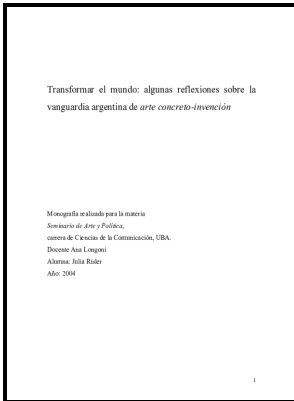 Transformar el mundo: algunas reflexiones sobre la
vanguardia argentina de arte concreto-invención
Monografía realizada para la materia
Seminario de Arte y Política,
carrera de Ciencias de la Comunicación, UBA.
Docente Ana Longoni
Alumna: Julia Risler
Año: 2004
1